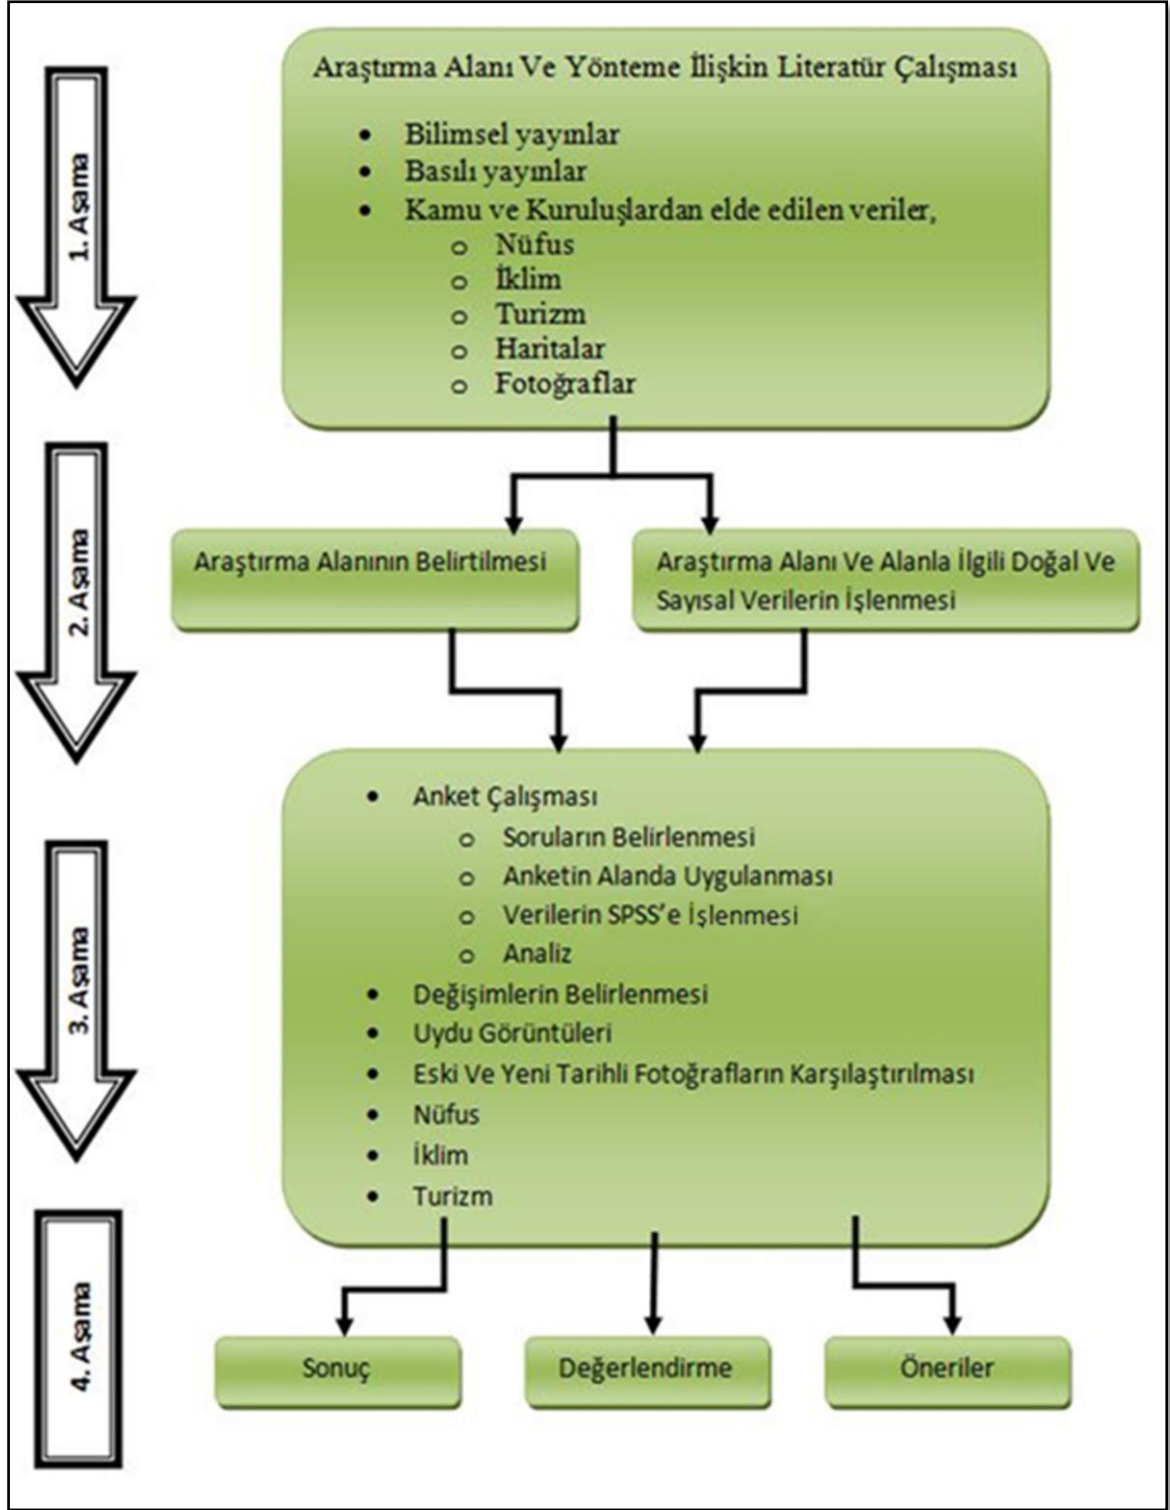 1. Aşama
Araştırma Alanı Ve Yönteme İlişkin Literatür Çalışması
• Bilimsel yayınlar
• Basılı yayınlar
• Kamu ve Kuruluşlardan elde edilen veriler,
o Nüfus
o İklim
o Turizm
o Haritalar
o Fotoğraflar
2. Aşama
Araştırma Alanının Belirtilmesi
Araştırma Alanı Ve Alanla İlgili Doğal Ve
Sayısal Verilerin İşlenmesi
3. Aşama
• Anket Çalışması
o Soruların Belirlenmesi
o Anketin Alanda Uygulanması
o Verilerin SPSS'e İşlenmesi
o Analiz
• Değişimlerin Belirlenmesi
• Uydu Görüntüleri
• Eski Ve Yeni Tarihli Fotoğrafların Karşılaştırılması
• Nüfus
• İklim
• Turizm
4. Aşama
Sonuç
Değerlendirme
Öneriler